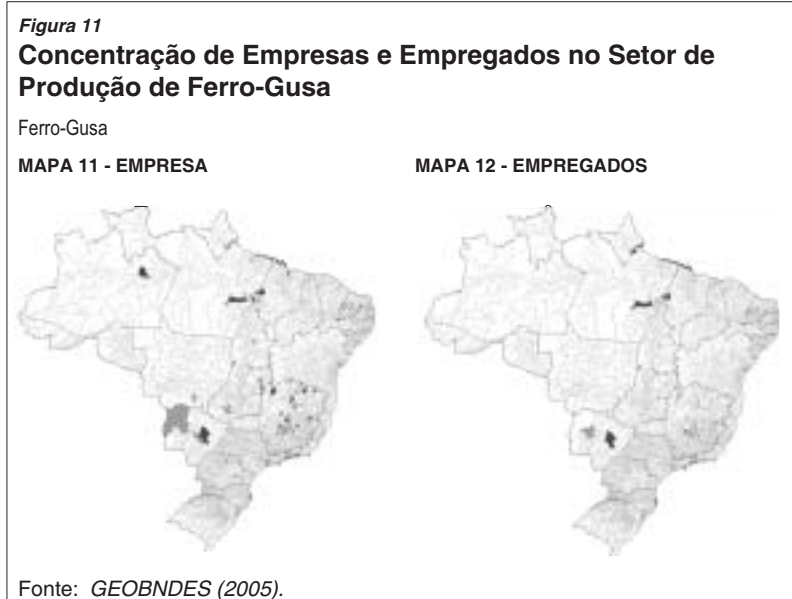 Figura 11
Concentração de Empresas e Empregados no Setor de
Produção de Ferro-Gusa
Ferro-Gusa
MAPA 11 - EMPRESA
MAPA 12 - EMPREGADOS
Fonte: GEOBNDES (2005).